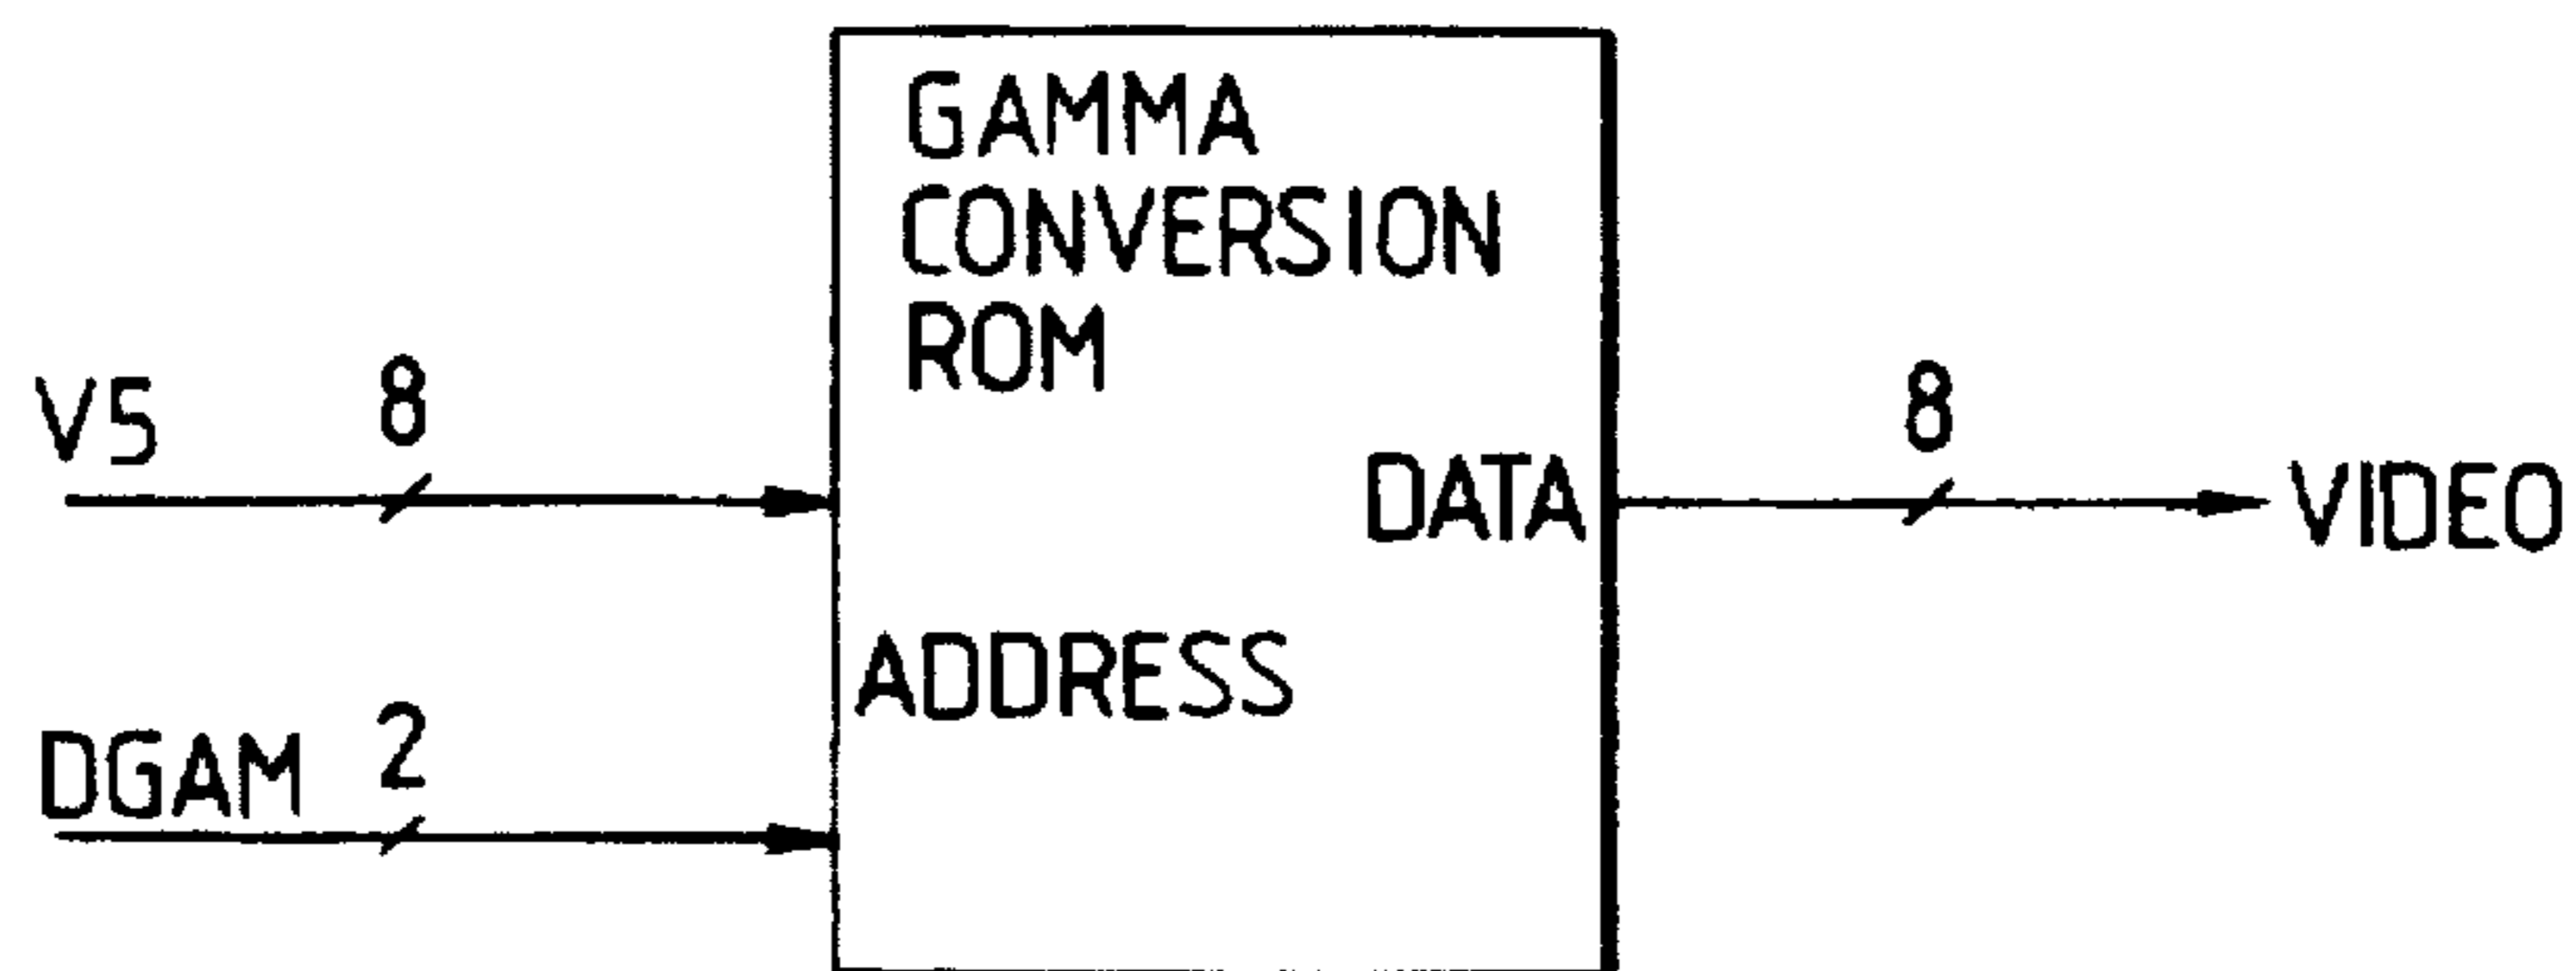 GAMMA
CONVERSION
ROM
V5
8
DATA
8
VIDEO
ADDRESS
DGAM
2